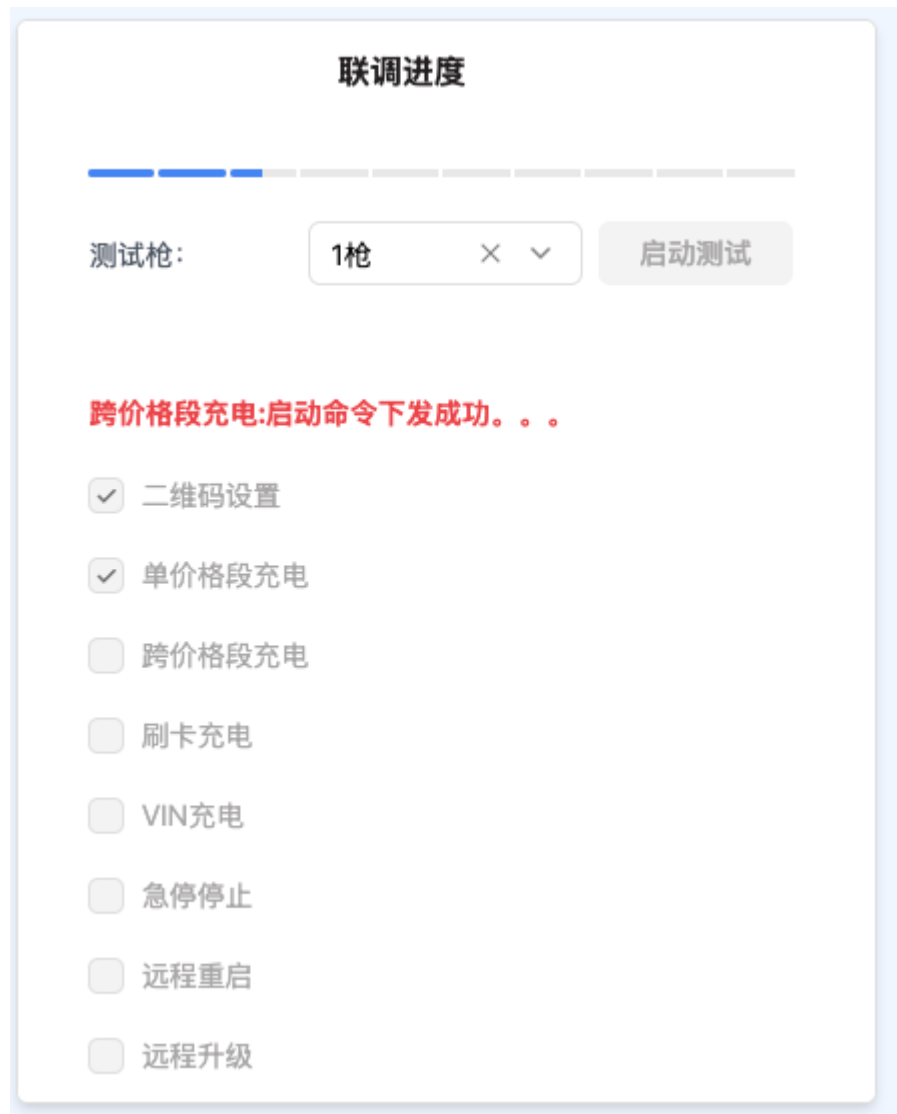 联调进度
测试枪: 1枪 启动测试
跨价格段充电:启动命令下发成功。。。
二维码设置
单价格段充电
跨价格段充电
刷卡充电
VIN充电
急停停止
远程重启
远程升级